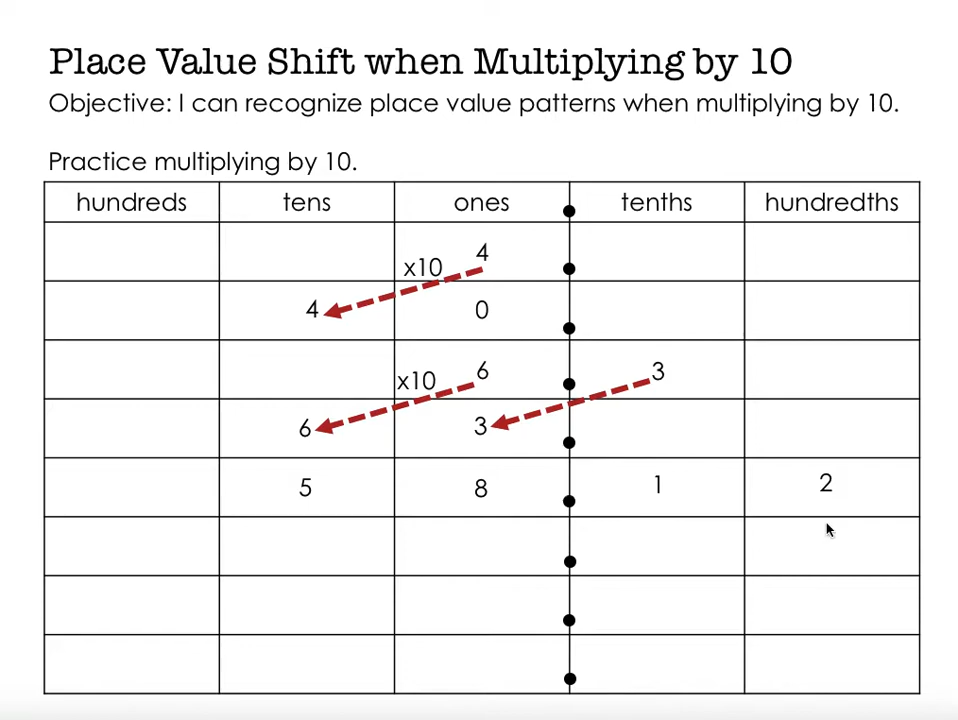 Place Value Shift when Multiplying by 10
Objective: I can recognize place value patterns when multiplying by 10.
Practice multiplying by 10.
hundreds tens ones tenths hundredths
4
x10
4 0
6 3
x10
6 3
5 8 1 2